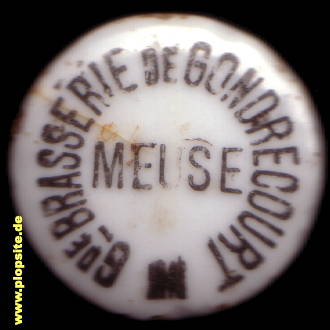 Gde BRASSERIE DE GONDRECOURT
MEUSE
www.plopsite.de